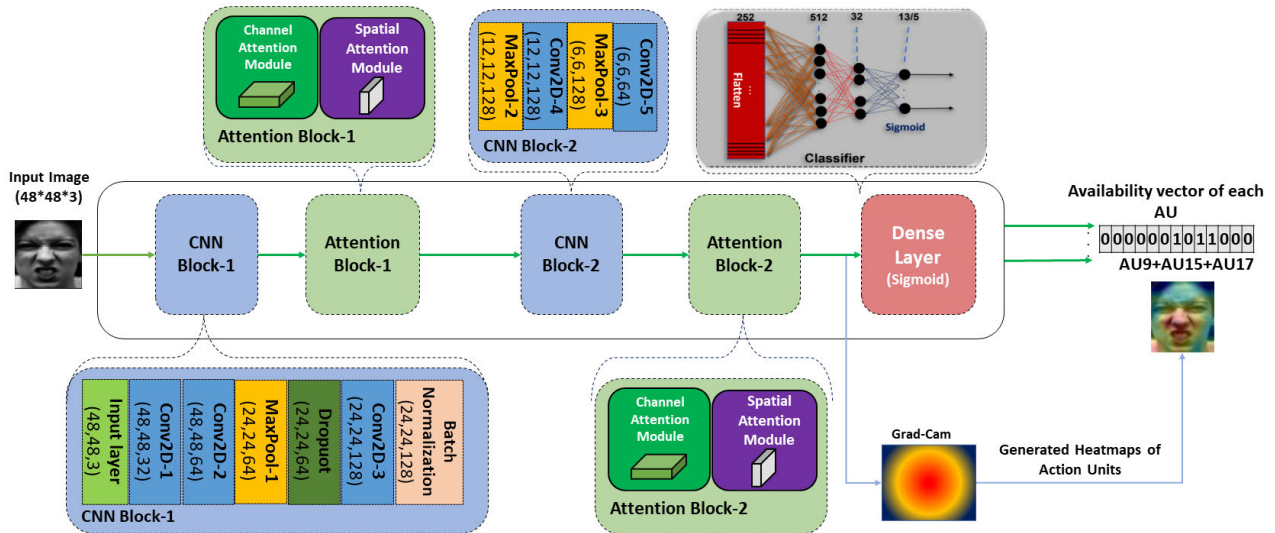 Channel
Attention
Module
Spatial
Attention
Module
Attention Block-1
MaxPool-2
(12,12,128)
Conv2D-4
(12,12,128)
MaxPool-3
(6,6,128)
Conv2D-5
(6,6,64)
CNN Block-2
252
512
32
13/5
Flatten
...
Sigmoid
Classifier
Input Image
(48*48*3)
CNN
Block-1
Attention
Block-1
CNN
Block-2
Attention
Block-2
Dense
Layer
(Sigmoid)
Availability vector of each
AU
0000001011000
AU9+AU15+AU17
Input layer
(48,48,3)
Conv2D-1
(48,48,32)
Conv2D-2
(48,48,64)
MaxPool-1
(24,24,64)
Dropuot
(24,24,64)
Conv2D-3
(24,24,128)
Batch
Normalization
(24,24,128)
CNN Block-1
Channel
Attention
Module
Spatial
Attention
Module
Attention Block-2
Grad-Cam
Generated Heatmaps of
Action Units